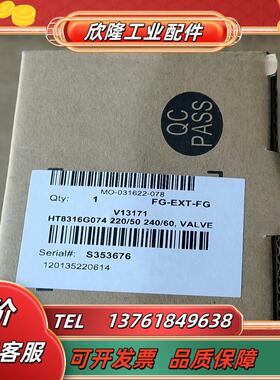 欣隆工业配件
QC
PASS
MO-031622-078
Qty: 1 FG-EXT-FG
V13171
HT8316G074 220/50 240/60, VALVE
Serial#: S353676
120135220614
价
TEL 13761849638
客服
可开票 品质保障